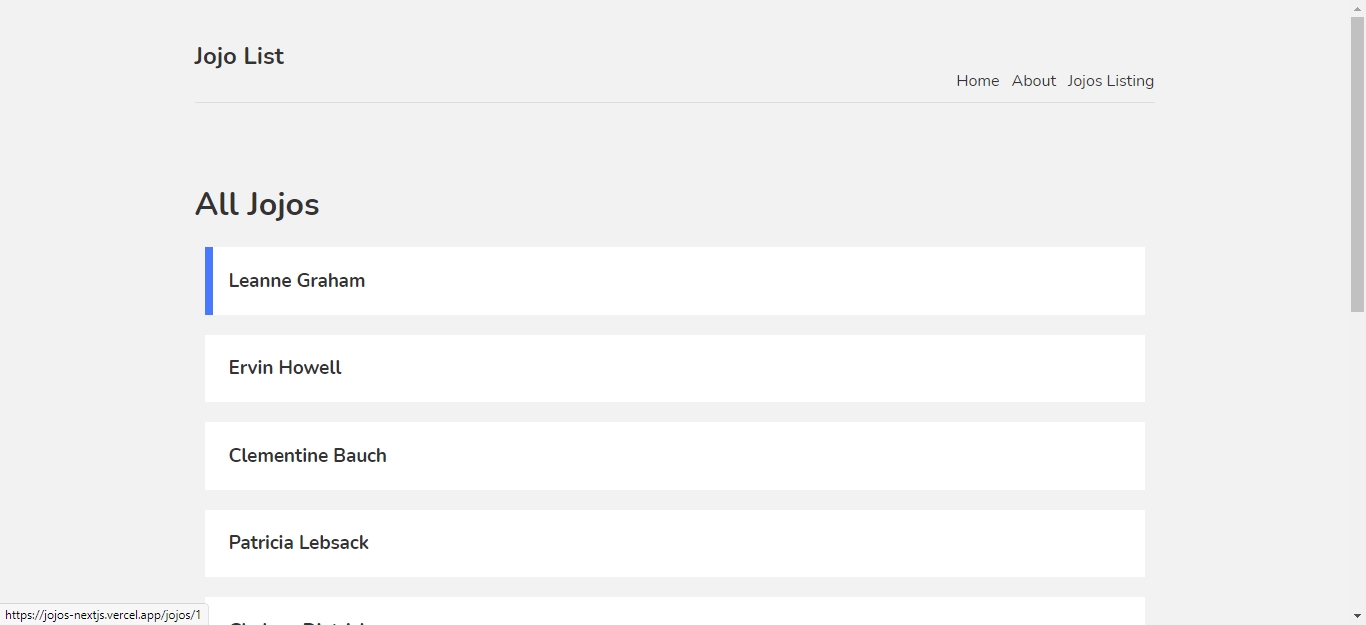 Jojo List
Home About Jojos Listing
All Jojos
Leanne Graham
Ervin Howell
Clementine Bauch
Patricia Lebsack
https://jojos-nextjs.vercel.app/jojos/1